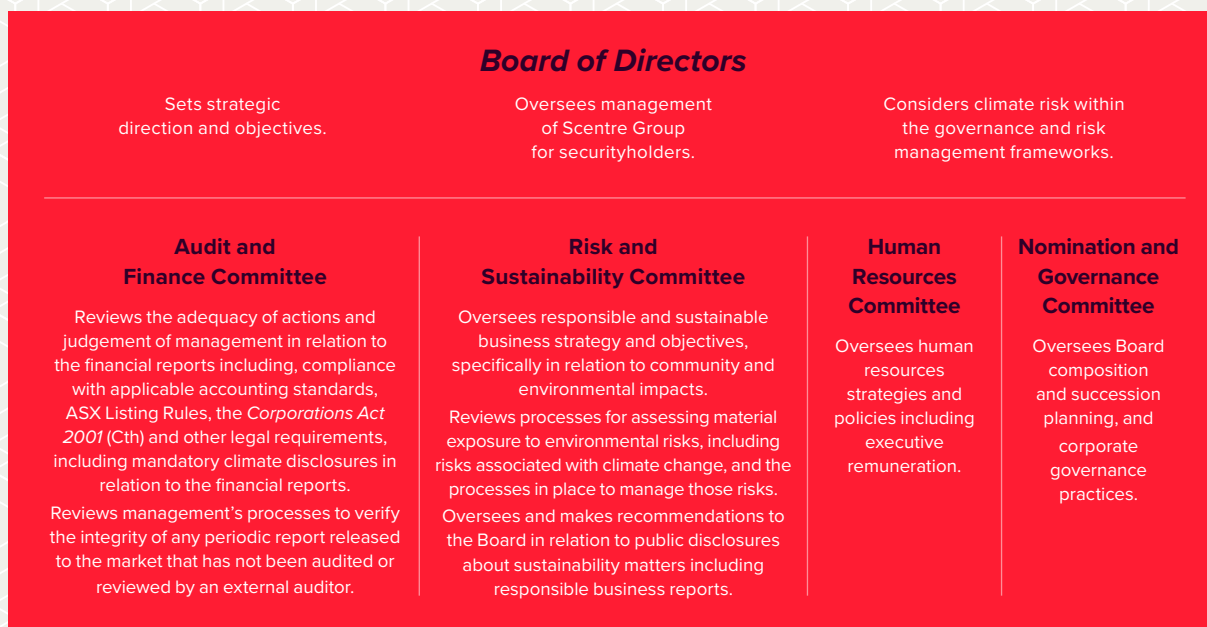 Board of Directors
Sets strategic
direction and objectives.
Oversees management
of Scentre Group
for securityholders.
Considers climate risk within
the governance and risk
management frameworks.
Audit and
Finance Committee
Reviews the adequacy of actions and
judgement of management in relation to
the financial reports including, compliance
with applicable accounting standards,
ASX Listing Rules, the Corporations Act
2001 (Cth) and other legal requirements,
including mandatory climate disclosures in
relation to the financial reports.
Reviews management’s processes to verify
the integrity of any periodic report released
to the market that has not been audited or
reviewed by an external auditor.
Risk and
Sustainability Committee
Oversees responsible and sustainable
business strategy and objectives,
specifically in relation to community and
environmental impacts.
Reviews processes for assessing material
exposure to environmental risks, including
risks associated with climate change, and the
processes in place to manage those risks.
Oversees and makes recommendations to
the Board in relation to public disclosures
about sustainability matters including
responsible business reports.
Human
Resources
Committee
Oversees human
resources
strategies and
policies including
executive
remuneration.
Nomination and
Governance
Committee
Oversees Board
composition
and succession
planning, and
corporate
governance
practices.